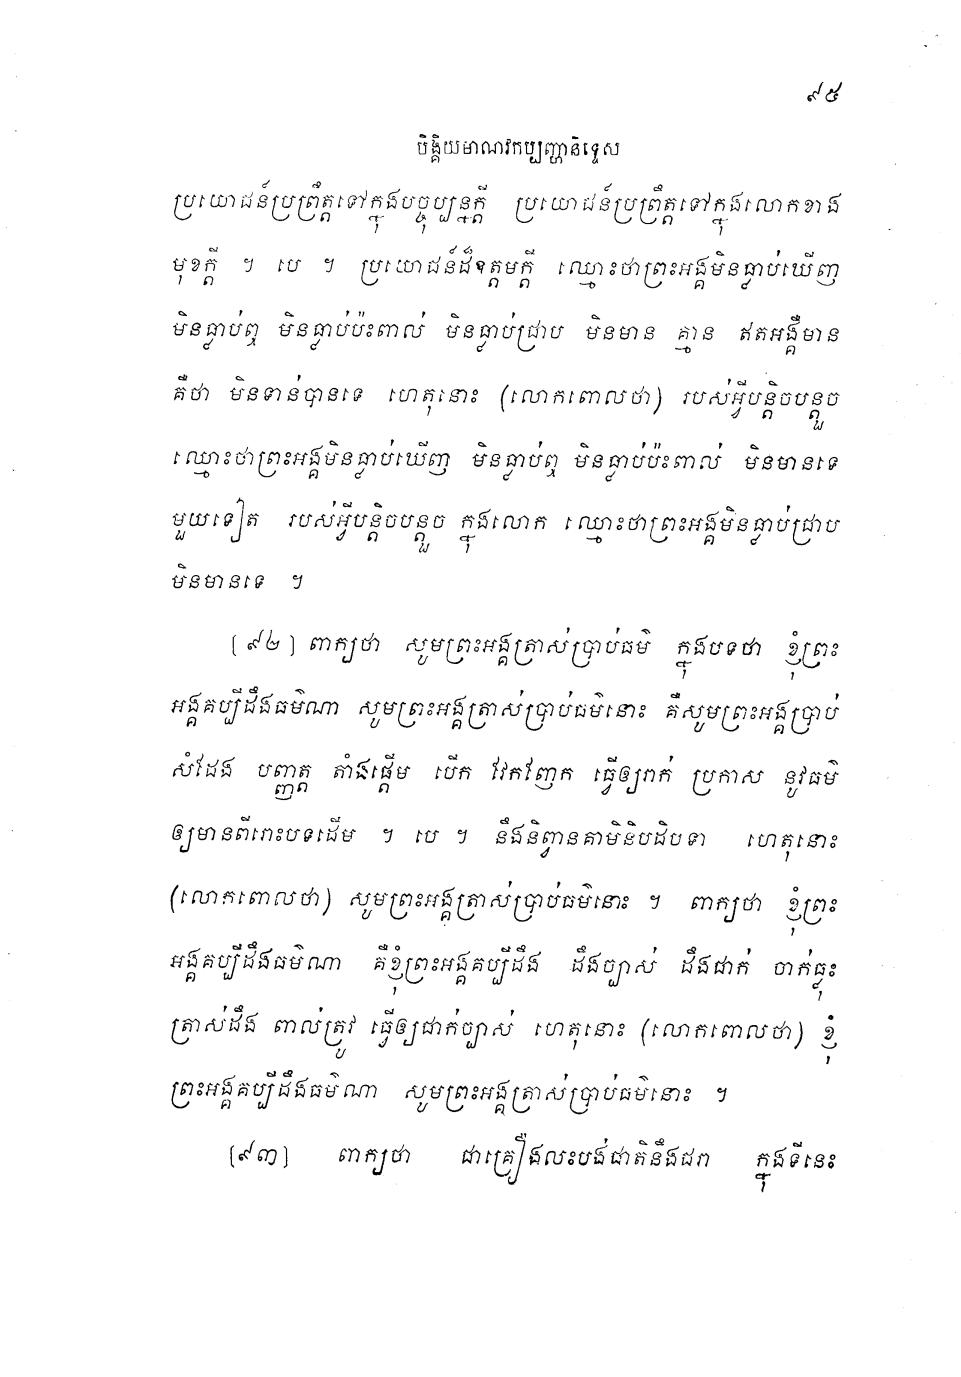 ៩៥
បិង្គិយមាណវកប្បញ្ហានិទ្ទេស
ប្រយោជន៍ប្រព្រឹត្តទៅក្នុងបច្ចុប្បន្នក្តី ប្រយោជន៍ប្រព្រឹត្តទៅក្នុងលោកខាង
មុខក្តី ។ បេ ។ ប្រយោជន៍ដ៏ឧត្តមក្តី ឈ្មោះថាព្រះអង្គមិនធ្លាប់ឃើញ
មិនធ្លាប់ឮ មិនធ្លាប់ប៉ះពាល់ មិនធ្លាប់ជ្រាប មិនមាន គ្មាន ឥតអង្គីមាន
គឺថា មិនទាន់បានទេ ហេតុនោះ (លោកពោលថា) របស់អ្វីបន្តិចបន្តួច
ឈ្មោះថាព្រះអង្គមិនធ្លាប់ឃើញ មិនធ្លាប់ឮ មិនធ្លាប់ប៉ះពាល់ មិនមានទេ
មួយទៀត របស់អ្វីបន្តិចបន្តួច ក្នុងលោក ឈ្មោះថាព្រះអង្គមិនធ្លាប់ជ្រាប
មិនមានទេ ។
[៩២] ពាក្យថា សូមព្រះអង្គត្រាស់ប្រាប់ធម៌ ក្នុងបទថា ខ្ញុំព្រះ
អង្គគប្បីដឹងធម៌ណា សូមព្រះអង្គត្រាស់ប្រាប់ធម៌នោះ គឺសូមព្រះអង្គប្រាប់
សំដែង បញ្ញត្ត តាំងផ្តើម បើក វែកញែក ធ្វើឲ្យរាក់ ប្រកាស នូវធម៌
ឲ្យមានពីរោះបទដើម ។ បេ ។ នឹងនិព្វានគាមិនិបដិបទា ហេតុនោះ
(លោកពោលថា) សូមព្រះអង្គត្រាស់ប្រាប់ធម៌នោះ ។ ពាក្យថា ខ្ញុំព្រះ
អង្គគប្បីដឹងធម៌ណា គឺខ្ញុំព្រះអង្គគប្បីដឹង ដឹងច្បាស់ ដឹងជាក់ ចាក់ធ្លុះ
ត្រាស់ដឹង ពាល់ត្រូវ ធ្វើឲ្យជាក់ច្បាស់ ហេតុនោះ (លោកពោលថា) ខ្ញុំ
ព្រះអង្គគប្បីដឹងធម៌ណា សូមព្រះអង្គត្រាស់ប្រាប់ធម៌នោះ ។
[៩៣] ពាក្យថា ជាគ្រឿងលះបង់ជាតិនឹងជរា ក្នុងទីនេះ